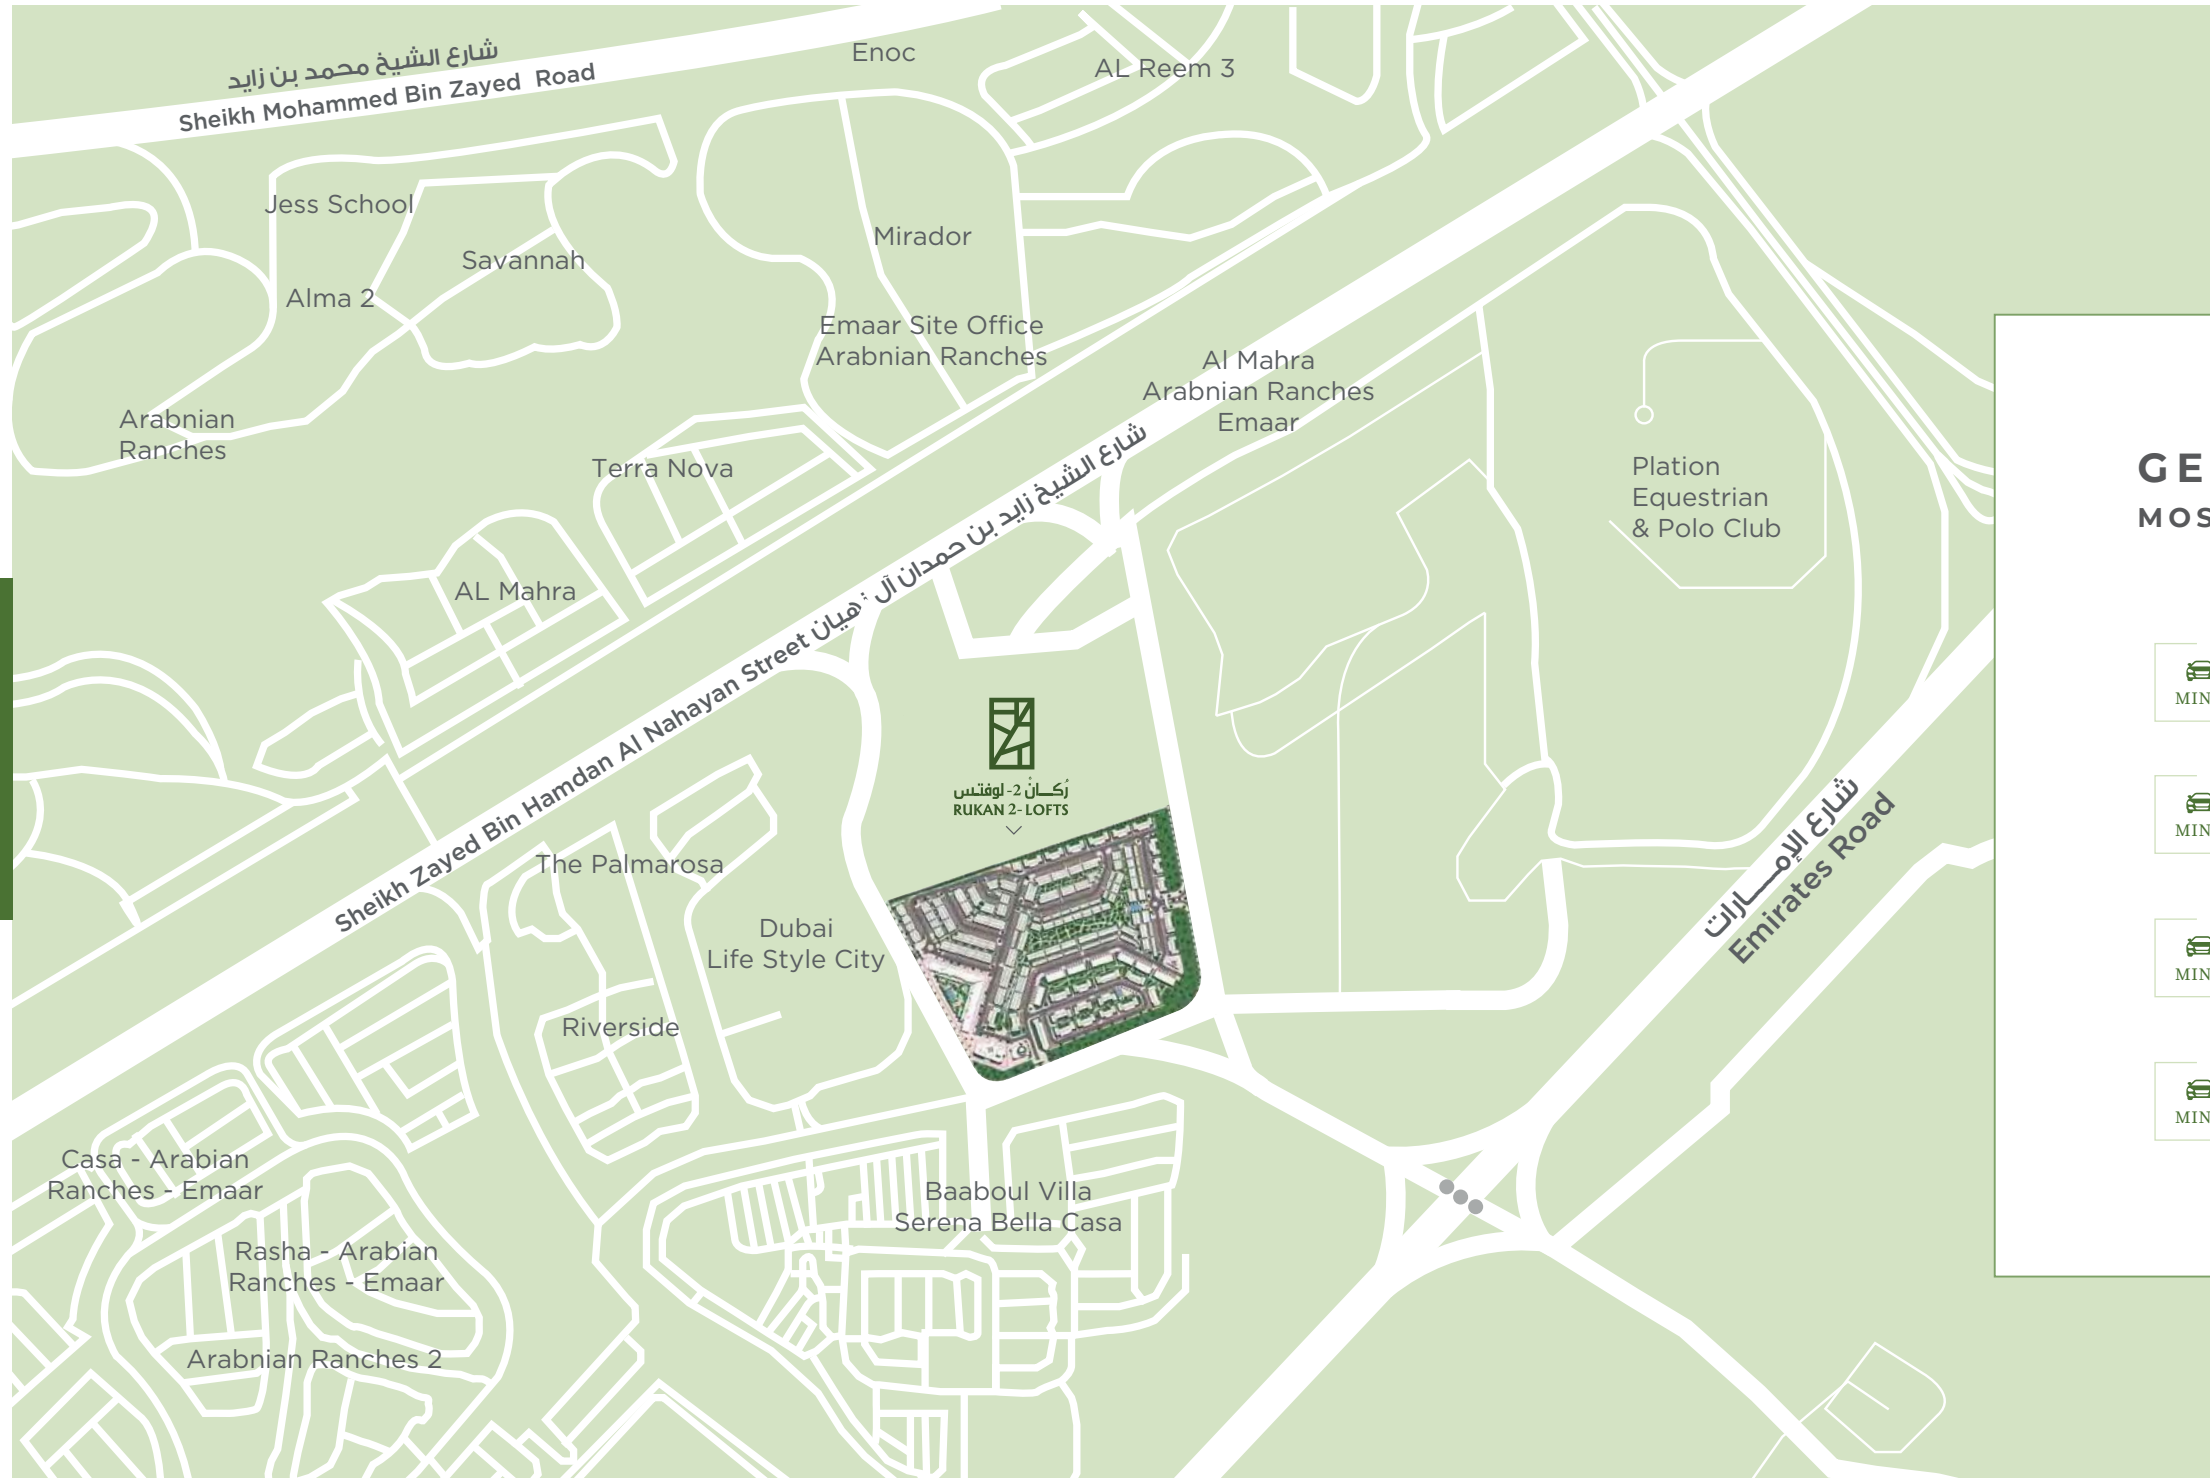 شارع الشيخ محمد بن زايد
Sheikh Mohammed Bin Zayed Road
Enoc
AL Reem 3
Jess School
Savannah
Alma 2
Mirador
Emaar Site Office
Arabnian Ranches
Al Mahra
Arabnian Ranches
Emaar
Arabnian
Ranches
Terra Nova
AL Mahra
Plation
Equestrian
& Polo Club
شارع الشيخ زايد بن حمدان آل نهيان
Sheikh Zayed Bin Hamdan Al Nahayan Street
رُكــانْ 2- لوفتس
RUKAN 2- LOFTS
The Palmarosa
Dubai
Life Style City
Riverside
شارع الإمــــارات
Emirates Road
Casa - Arabian
Ranches - Emaar
Rasha - Arabian
Ranches - Emaar
Arabnian Ranches 2
Baaboul Villa
Serena Bella Casa
GE
MOS
MIN
MIN
MIN
MIN